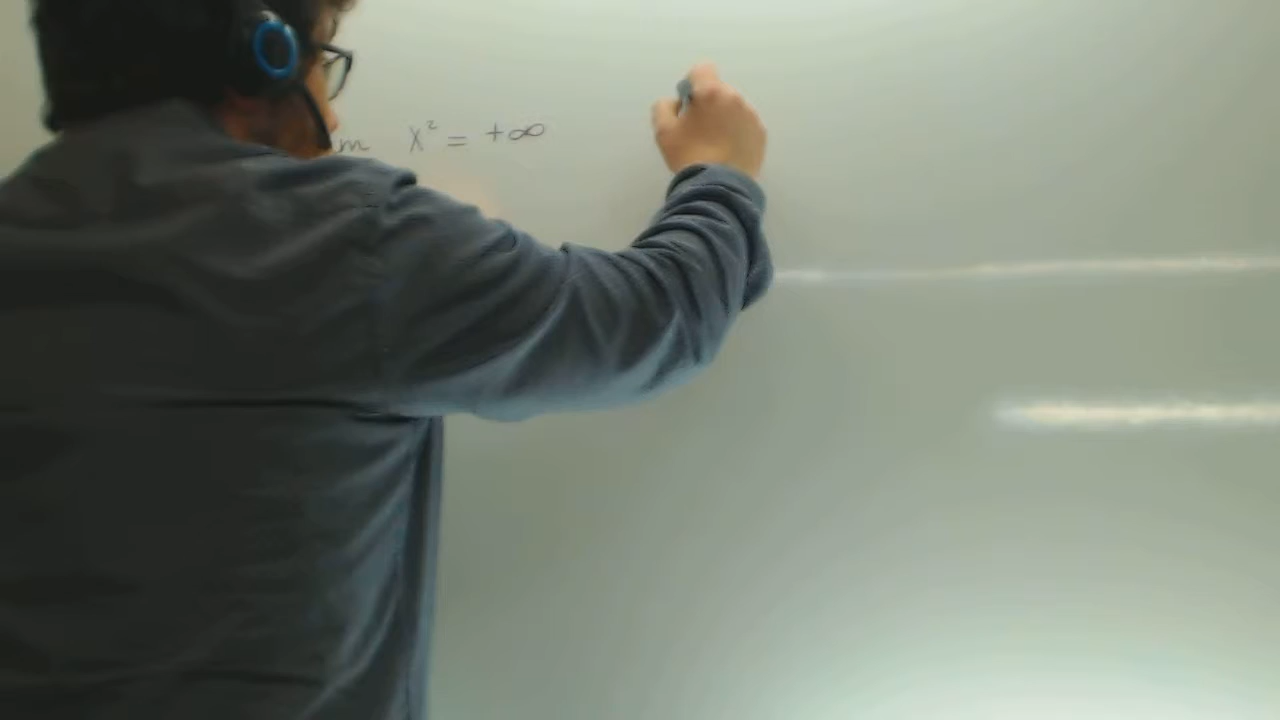 m x² = +∞